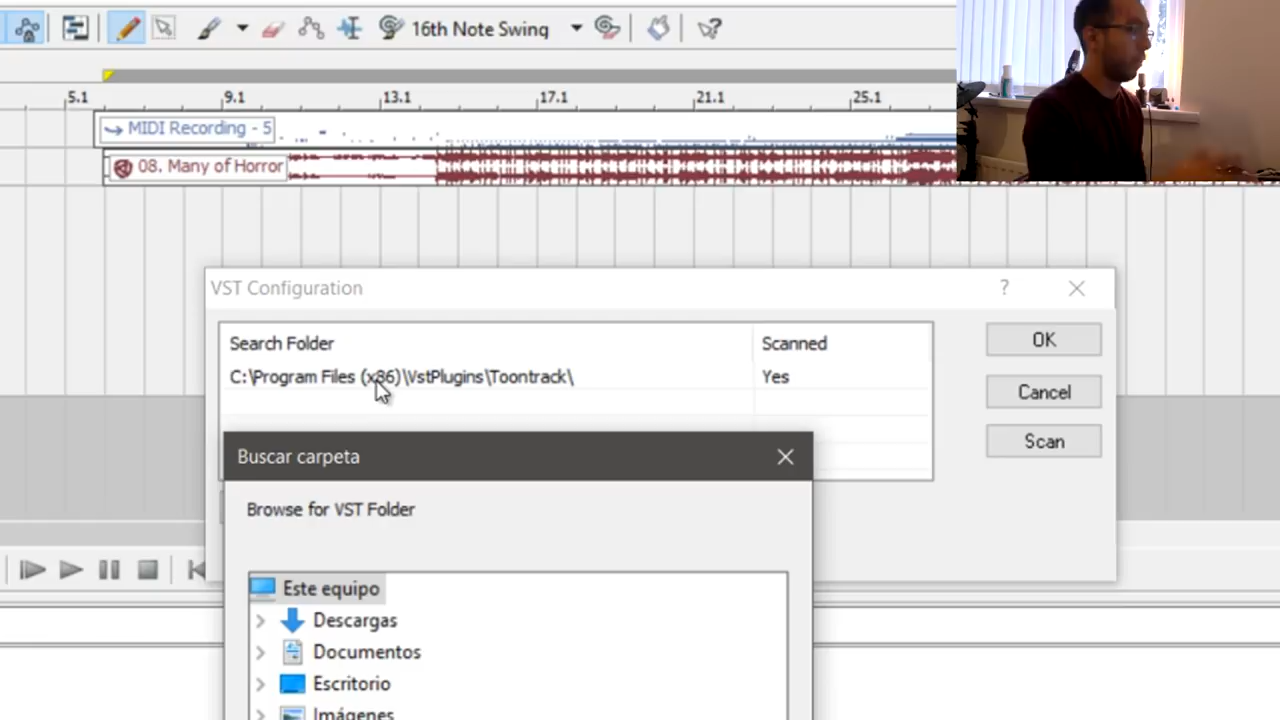 16th Note Swing
5.1 9.1 13.1 17.1 21.1 25.1
MIDI Recording - 5
08. Many of Horror
VST Configuration
Search Folder Scanned
C:\Program Files (x86)\VstPlugins\Toontrack\ Yes
OK
Cancel
Scan
Buscar carpeta
Browse for VST Folder
Este equipo
Descargas
Documentos
Escritorio
Imágenes